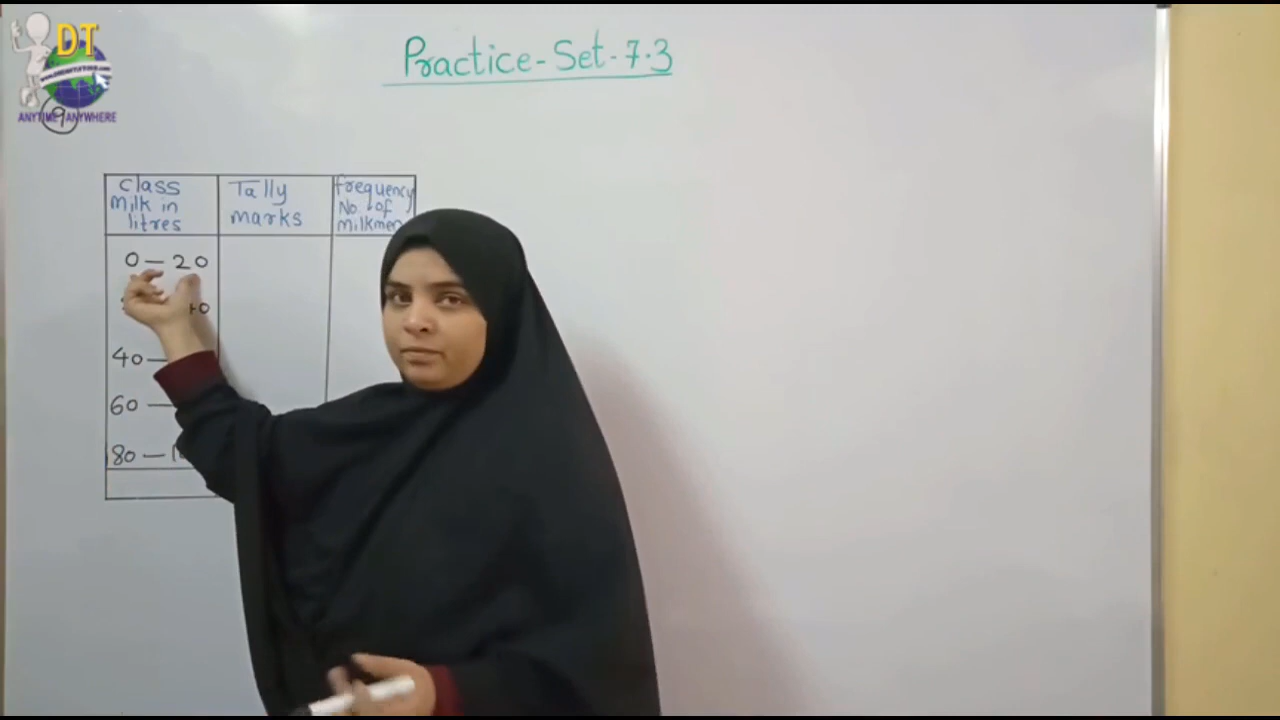 DT
ANYTIME ANYWHERE
9
Practice-Set-7.3
Class
Milk in
litres
Tally
marks
frequency
No. of
milkmen
0—20
40—
60—
80—